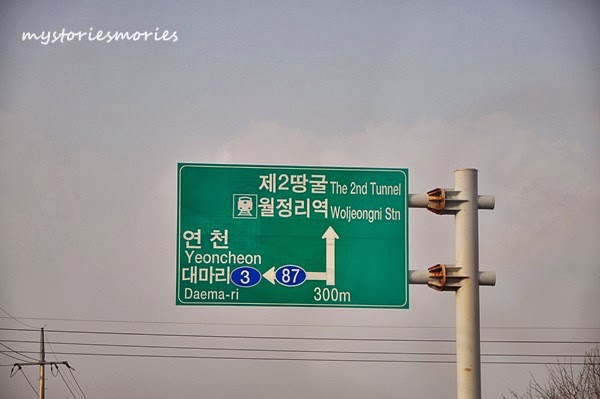 mystoriesmories
제2땅굴 The 2nd Tunnel
월정리역 Woljeongni Stn
연천
Yeoncheon
대마리 3 87
Daema-ri 300m